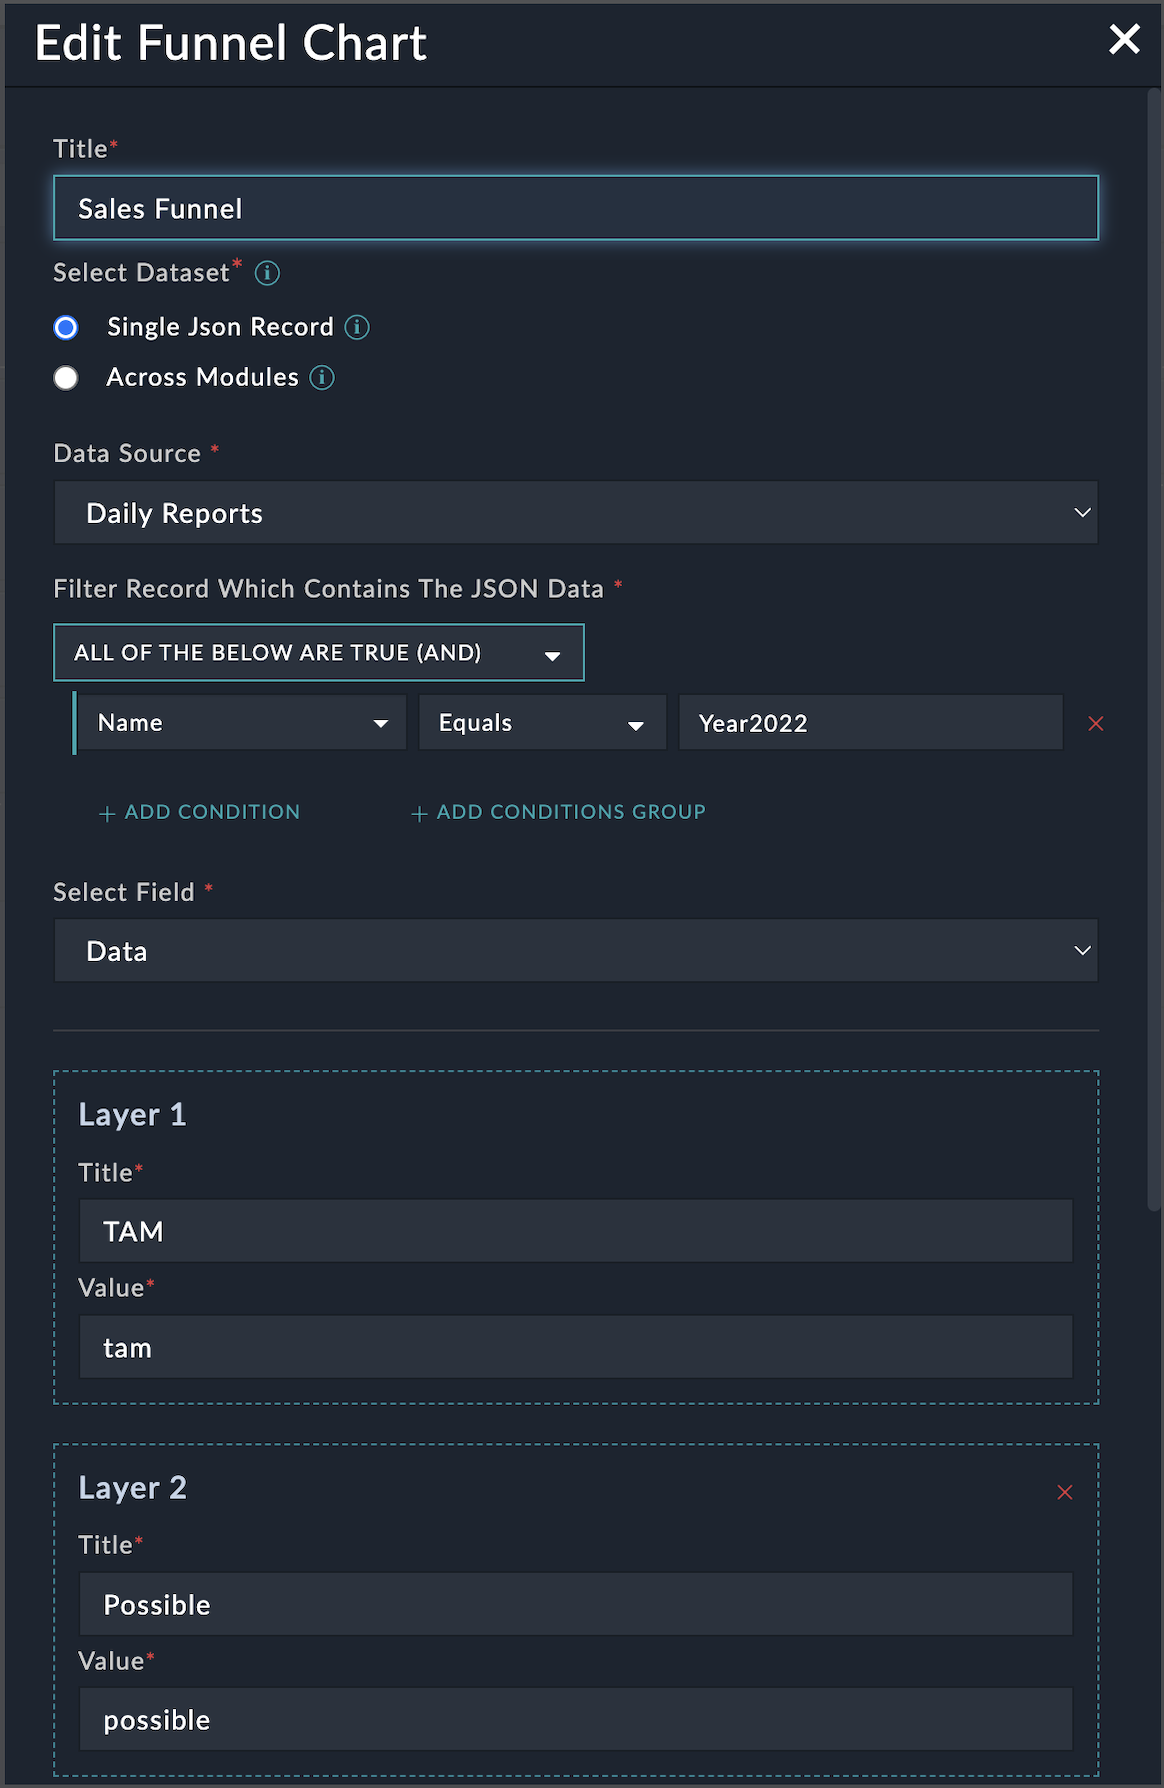 Edit Funnel Chart
Title*
Sales Funnel
Select Dataset*
Single Json Record
Across Modules
Data Source *
Daily Reports
Filter Record Which Contains The JSON Data *
ALL OF THE BELOW ARE TRUE (AND)
Name Equals Year2022
+ ADD CONDITION + ADD CONDITIONS GROUP
Select Field *
Data
Layer 1
Title*
TAM
Value*
tam
Layer 2
Title*
Possible
Value*
possible